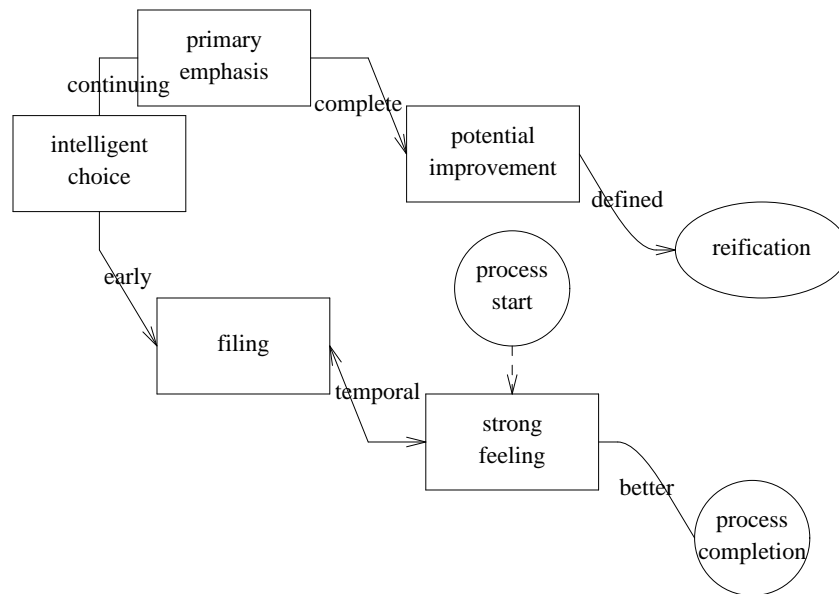 primary
emphasis
continuing
complete
intelligent
choice
potential
improvement
defined
reification
process
start
early
filing
temporal
strong
feeling
better
process
completion